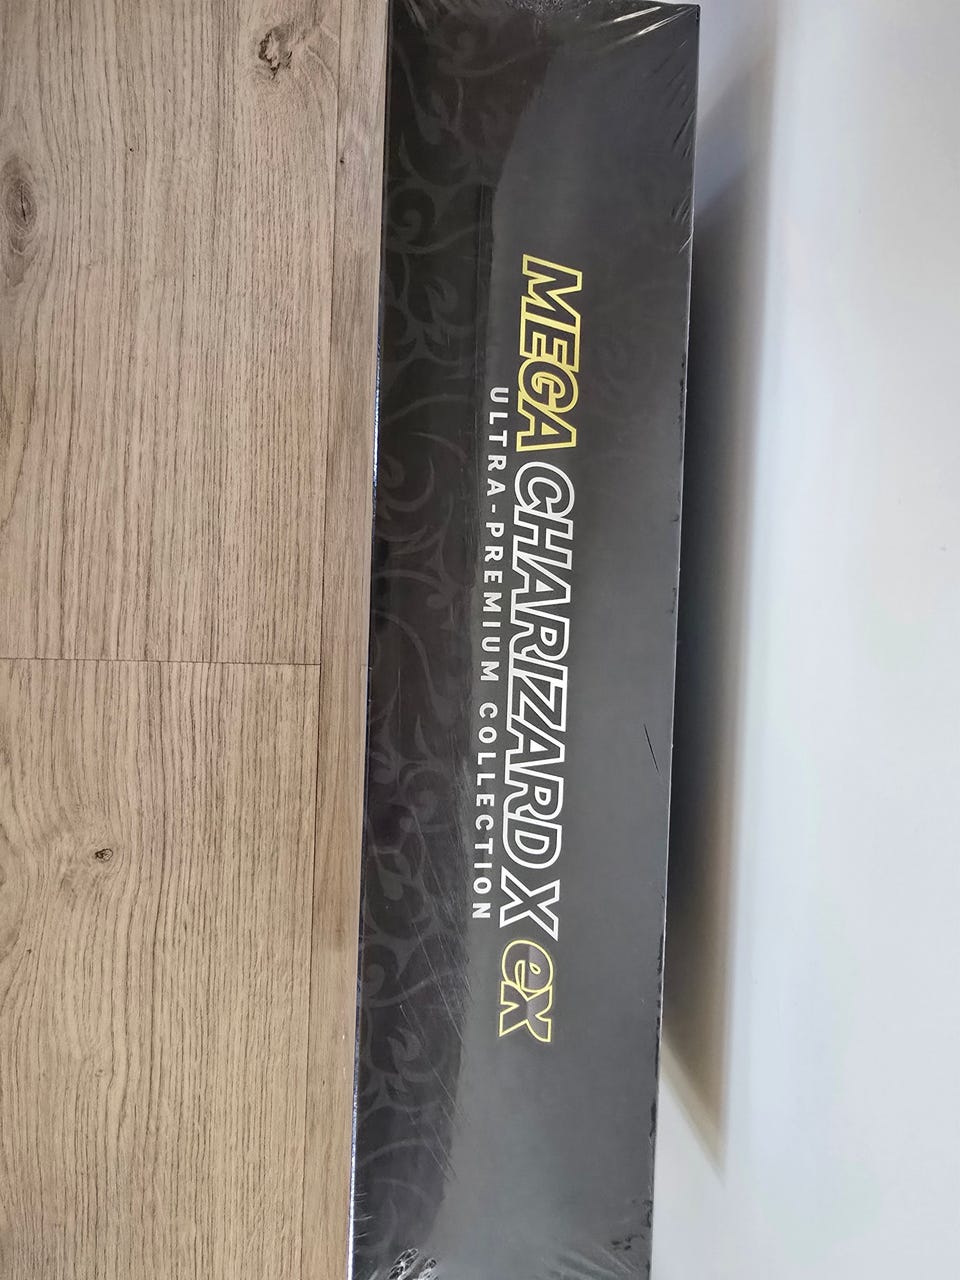 MEGA CHARIZARD X ex
ULTRA-PREMIUM COLLECTION